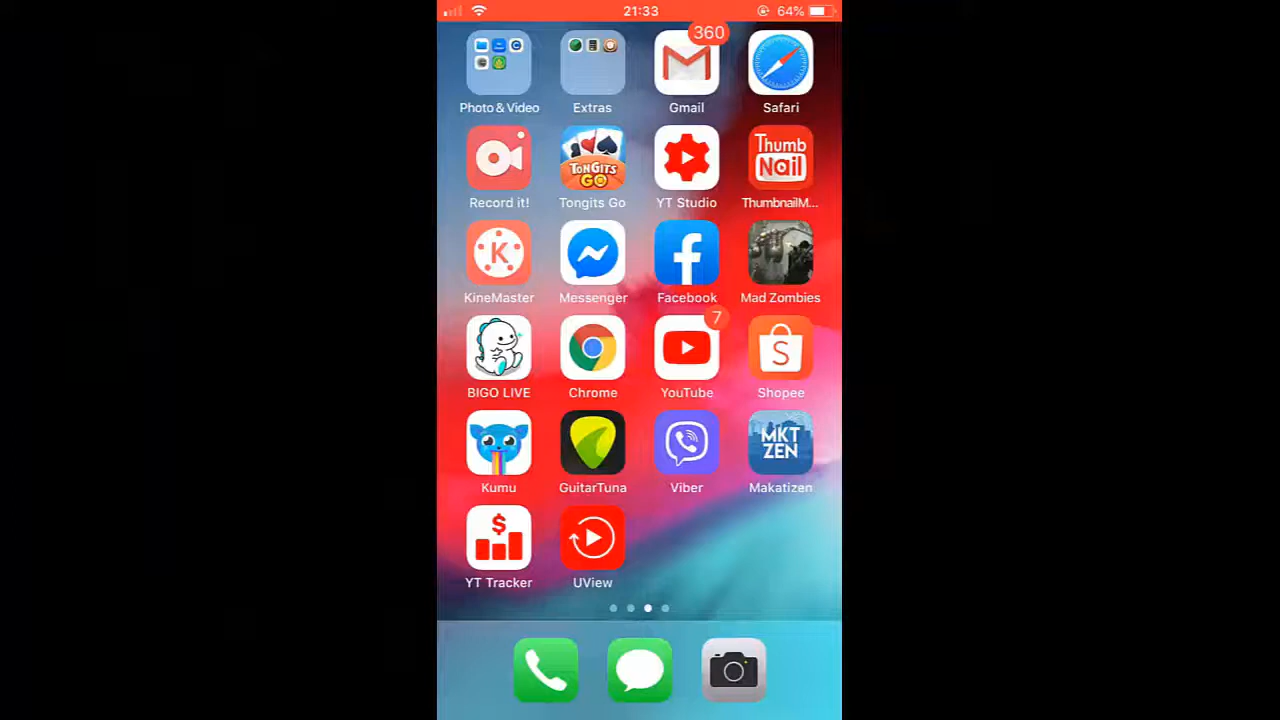 21:33
64%
360
Photo & Video
Extras
Gmail
Safari
TONGITS
GO
Thumb
Nail
Record it!
Tongits Go
YT Studio
ThumbnailM...
K
KineMaster
Messenger
Facebook
Mad Zombies
7
S
BIGO LIVE
Chrome
YouTube
Shopee
MKT
ZEN
Kumu
GuitarTuna
Viber
Makatizen
$
YT Tracker
UView